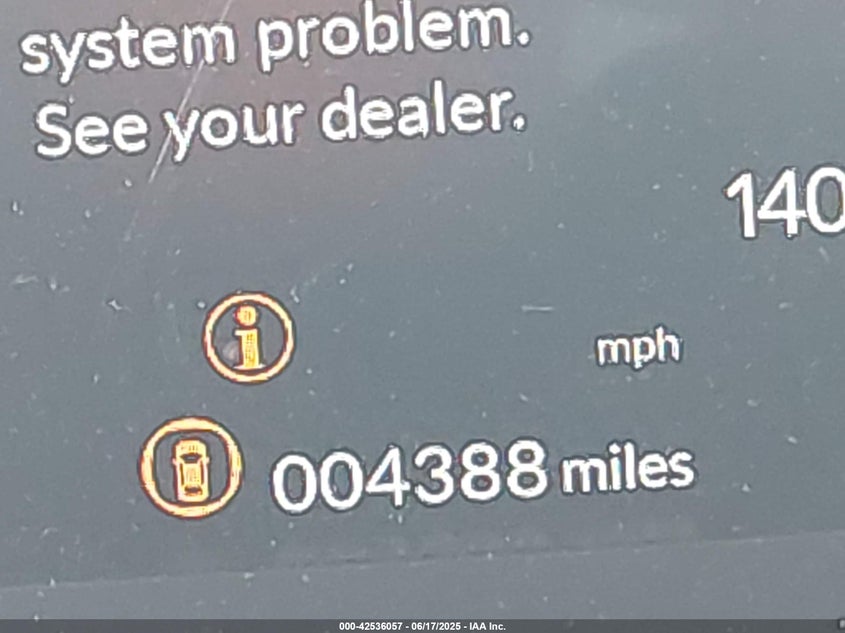 system problem.
See your dealer.
140
mph
004388 miles
000-42536057 - 06/17/2025 - IAA Inc.